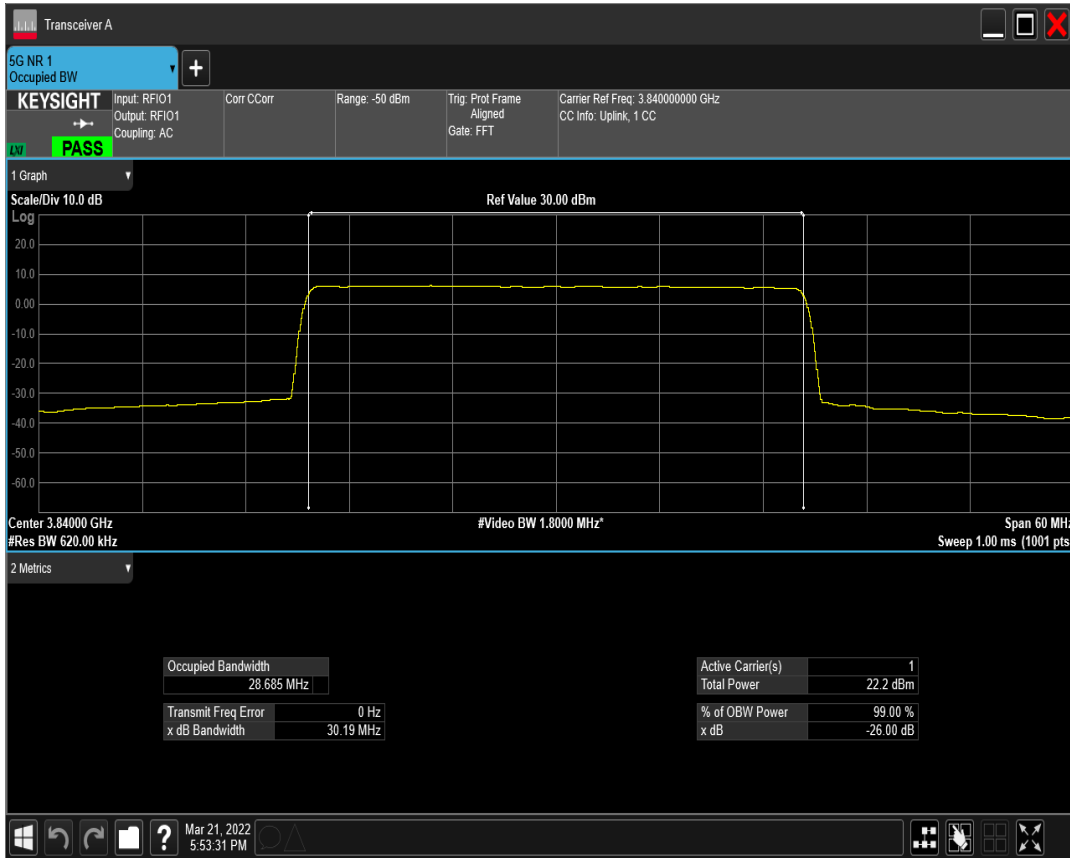 Transceiver A
5G NR 1
Occupied BW
KEYSIGHT
LXI
PASS
Input: RFIO1
Output: RFIO1
Coupling: AC
Corr CCorr
Range: -50 dBm
Trig: Prot Frame
Aligned
Gate: FFT
Carrier Ref Freq: 3.840000000 GHz
CC Info: Uplink, 1 CC
1 Graph
Scale/Div 10.0 dB
Ref Value 30.00 dBm
Log
20.0
10.0
0.00
-10.0
-20.0
-30.0
-40.0
-50.0
-60.0
Center 3.84000 GHz
#Video BW 1.8000 MHz*
Span 60 MHz
#Res BW 620.00 kHz
Sweep 1.00 ms (1001 pts
2 Metrics
Occupied Bandwidth
28.685 MHz
Transmit Freq Error 0 Hz
x dB Bandwidth 30.19 MHz
Active Carrier(s) 1
Total Power 22.2 dBm
% of OBW Power 99.00 %
x dB -26.00 dB
?
Mar 21, 2022
5:53:31 PM